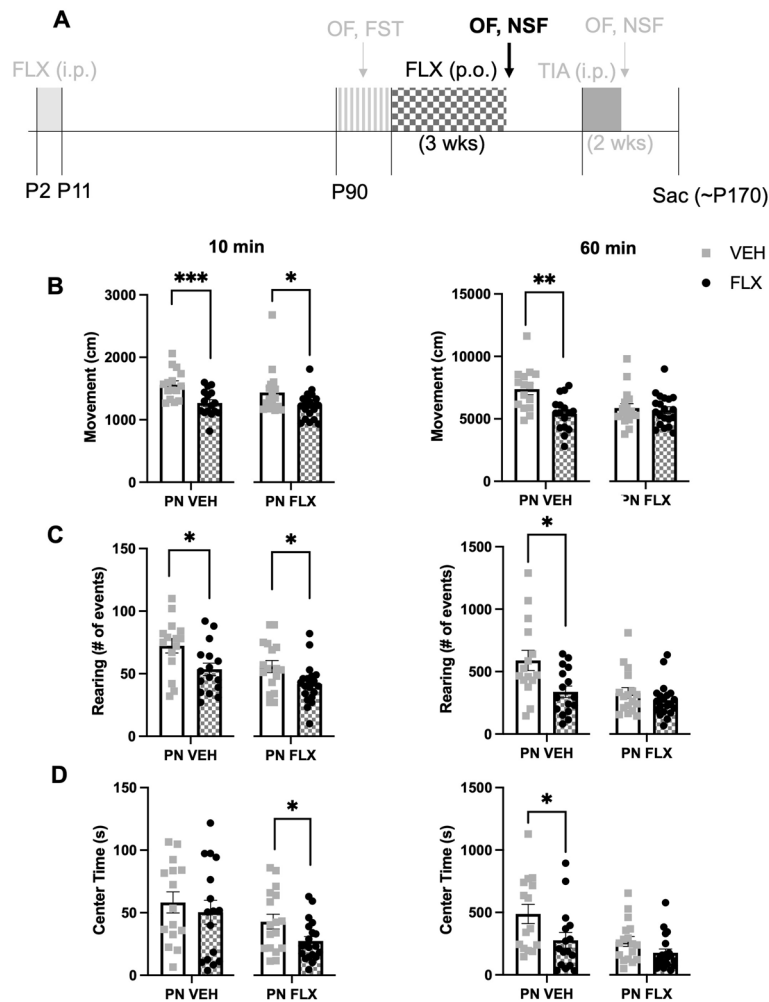 A
OF, FST
OF, NSF
OF, NSF
FLX (i.p.)
FLX (p.o.)
TIA (i.p.)
(3 wks)
(2 wks)
P2 P11
P90
Sac (~P170)
10 min
60 min
VEH
FLX
B
***
*
**
Movement (cm)
3000
2000
1000
0
PN VEH
PN FLX
Movement (cm)
15000
10000
5000
0
PN VEH
PN FLX
C
*
*
*
Rearing (# of events)
150
100
50
0
PN VEH
PN FLX
Rearing (# of events)
1500
1000
500
0
PN VEH
PN FLX
D
*
*
Center Time (s)
150
100
50
0
PN VEH
PN FLX
Center Time (s)
1500
1000
500
0
PN VEH
PN FLX